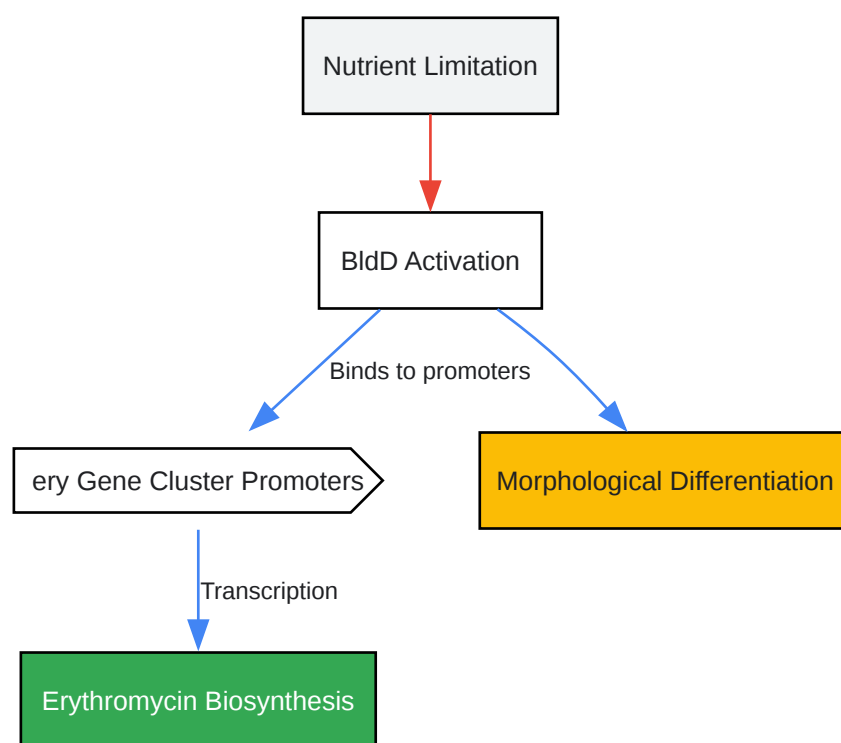 Nutrient Limitation
BldD Activation
Binds to promoters
ery Gene Cluster Promoters
Morphological Differentiation
Transcription
Erythromycin Biosynthesis